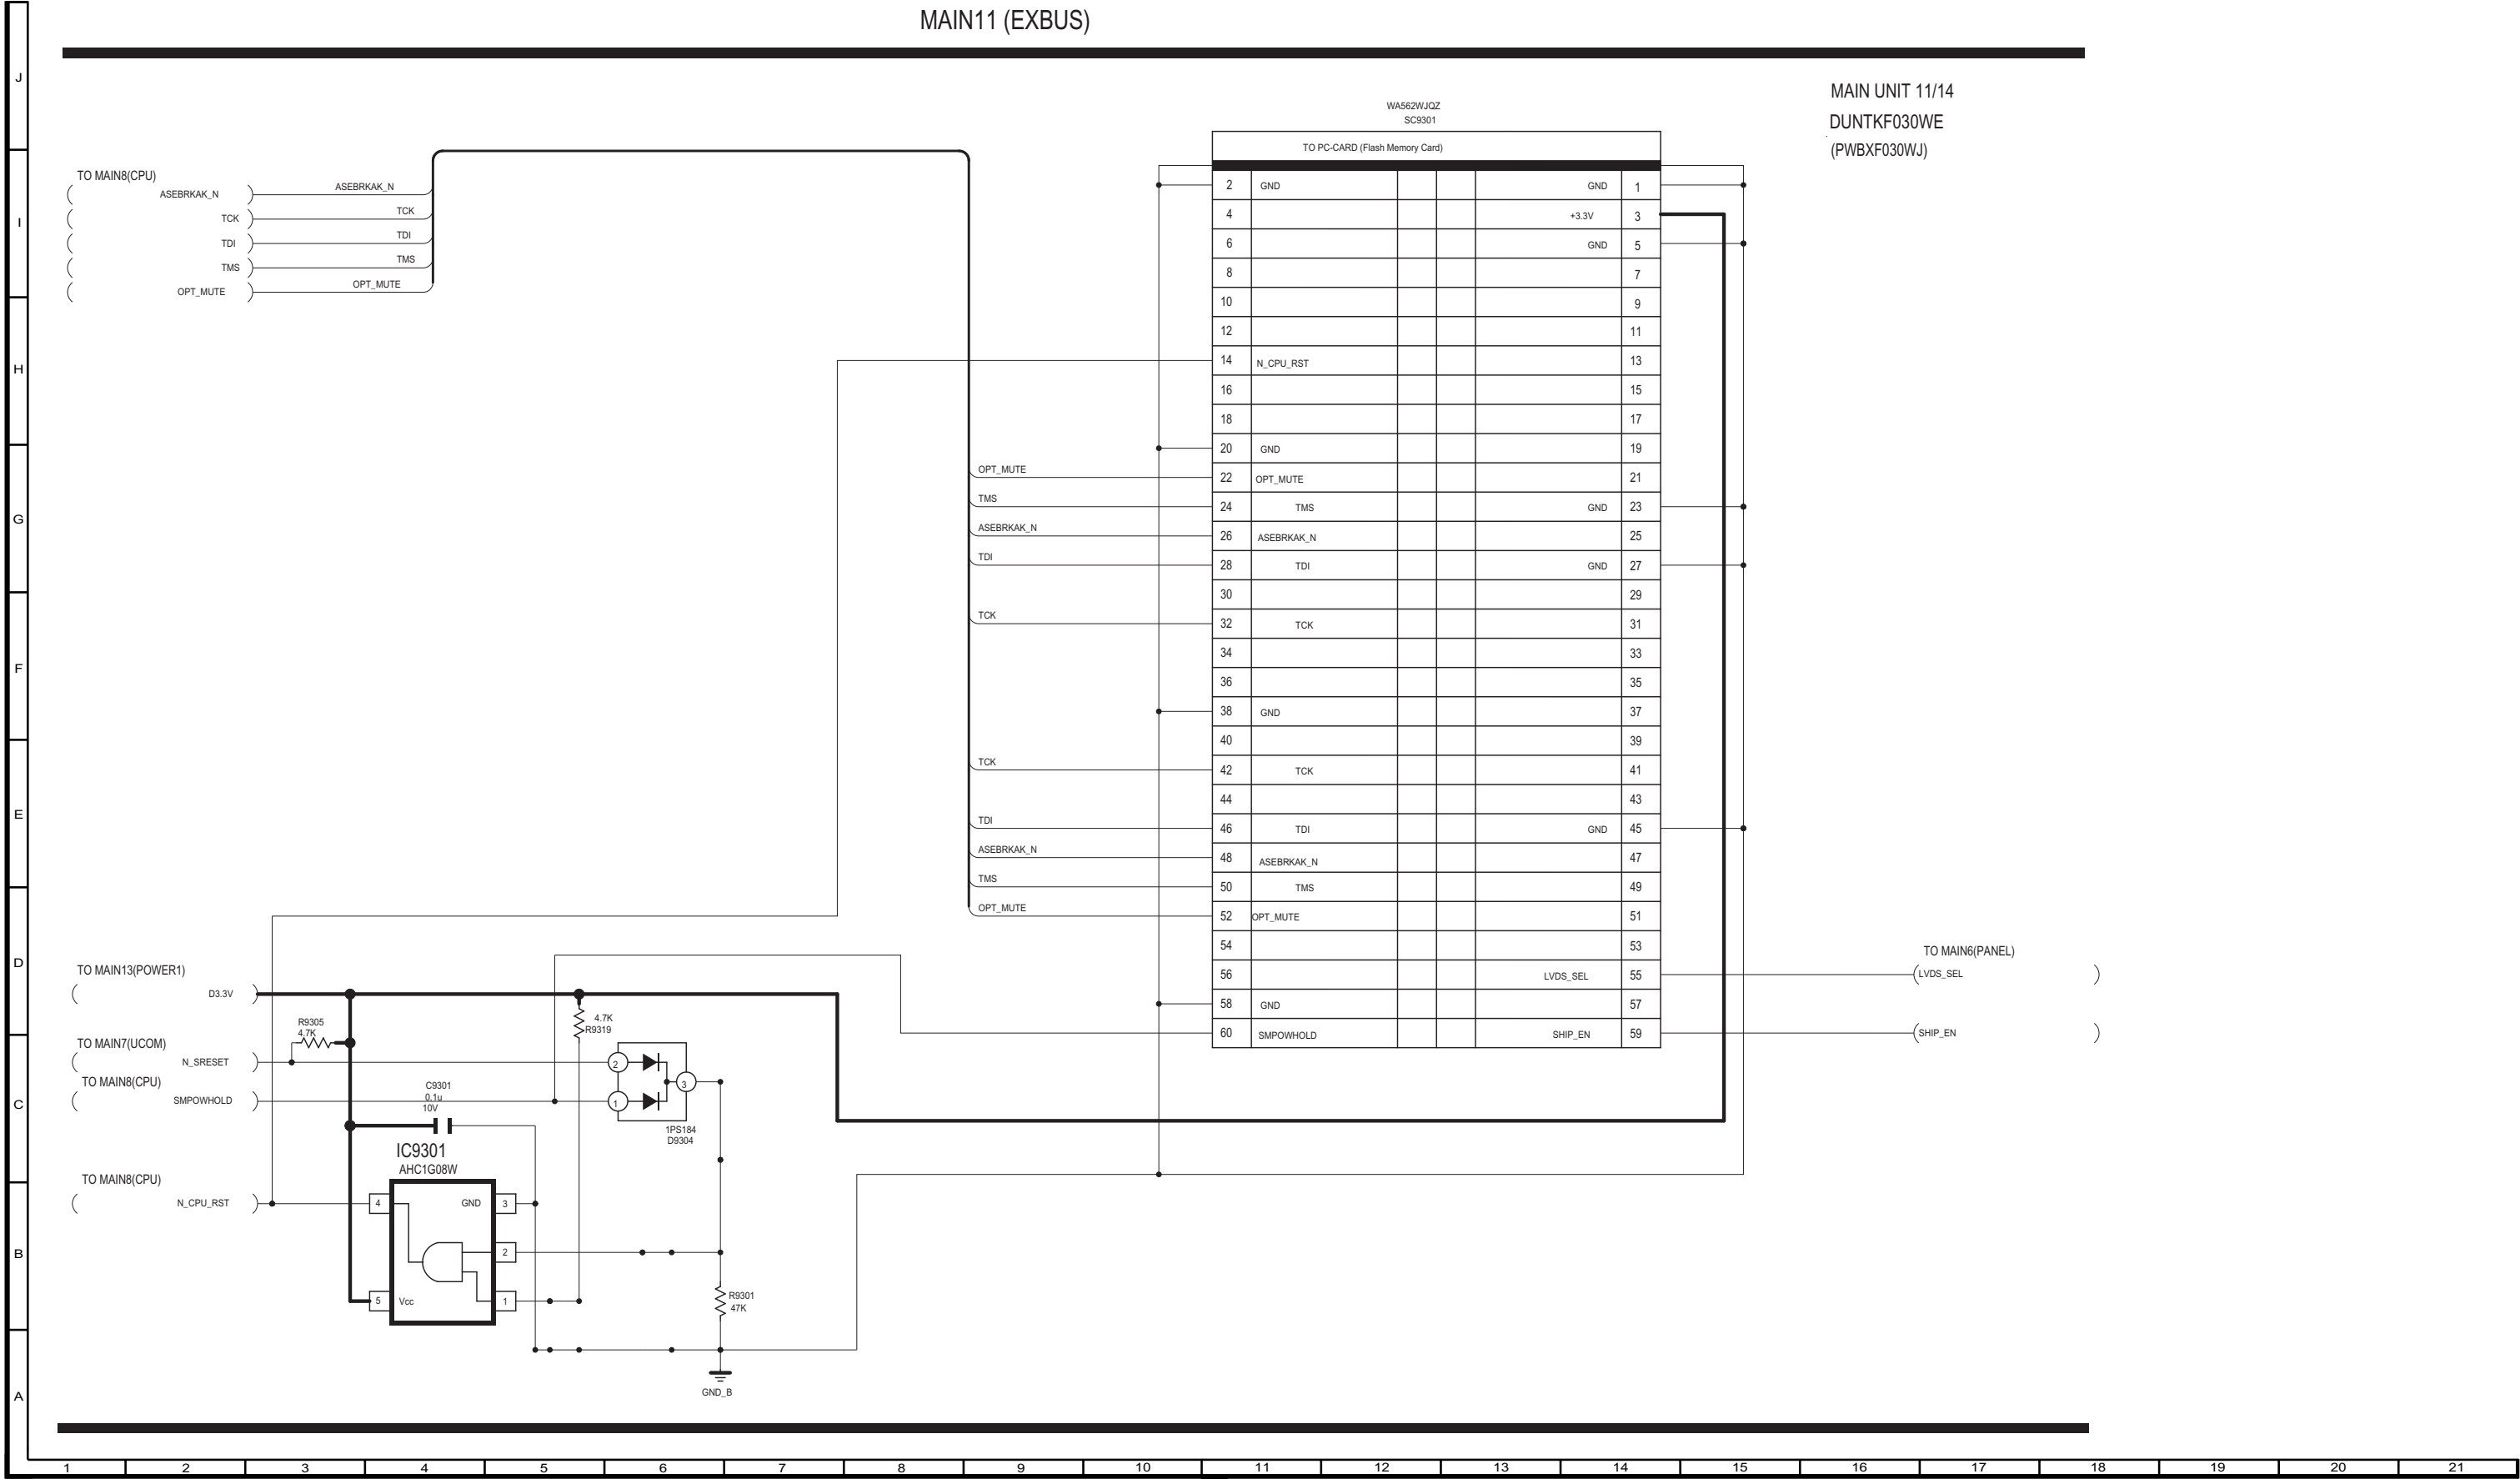 MAIN11 (EXBUS)
MAIN UNIT 11/14
DUNTKF030WE
(PWBXF030WJ)
WA562WJQZ
SC9301
TO PC-CARD (Flash Memory Card)
TO MAIN8(CPU)
ASEBRKAK_N ASEBRKAK_N
TCK TCK
TDI TDI
TMS TMS
OPT_MUTE OPT_MUTE
2 GND GND 1
4 +3.3V 3
6 GND 5
8 7
10 9
12 11
14 N_CPU_RST 13
16 15
18 17
20 GND 19
OPT_MUTE 22 OPT_MUTE 21
TMS 24 TMS GND 23
ASEBRKAK_N 26 ASEBRKAK_N 25
TDI 28 TDI GND 27
30 29
TCK 32 TCK 31
34 33
36 35
38 GND 37
40 39
TCK 42 TCK 41
44 43
TDI 46 TDI GND 45
ASEBRKAK_N 48 ASEBRKAK_N 47
TMS 50 TMS 49
OPT_MUTE 52 OPT_MUTE 51
54 53
56 LVDS_SEL 55
58 GND 57
60 SMPOWHOLD SHIP_EN 59
TO MAIN6(PANEL)
LVDS_SEL
SHIP_EN
TO MAIN13(POWER1)
D3.3V
R9305
4.7K
4.7K
R9319
TO MAIN7(UCOM)
N_SRESET
TO MAIN8(CPU)
SMPOWHOLD
C9301
0.1u
10V
2
3
1
1PS184
D9304
IC9301
AHC1G08W
TO MAIN8(CPU)
N_CPU_RST
4 GND 3
2
5 Vcc 1
R9301
47K
GND_B
J
I
H
G
F
E
D
C
B
A
1 2 3 4 5 6 7 8 9 10 11 12 13 14 15 16 17 18 19 20 21